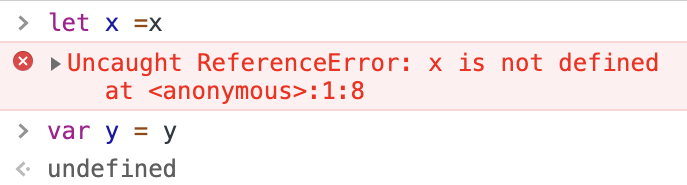 let x =x
Uncaught ReferenceError: x is not defined
at <anonymous>:1:8
var y = y
undefined